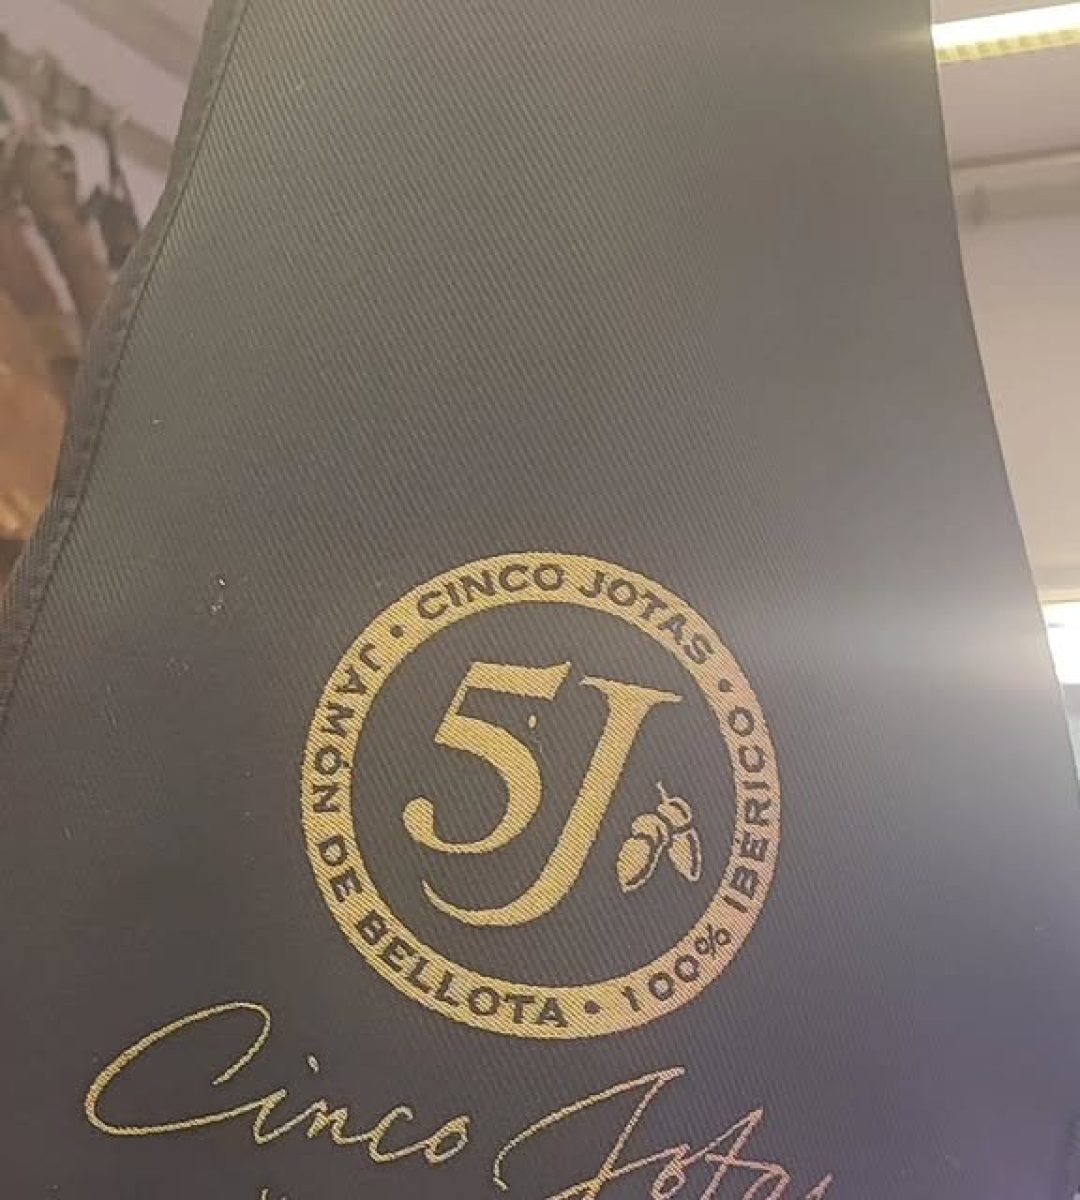 CINCO JOTAS • 100% IBÉRICO • JAMÓN DE BELLOTA •
5J
Cinco Jotas